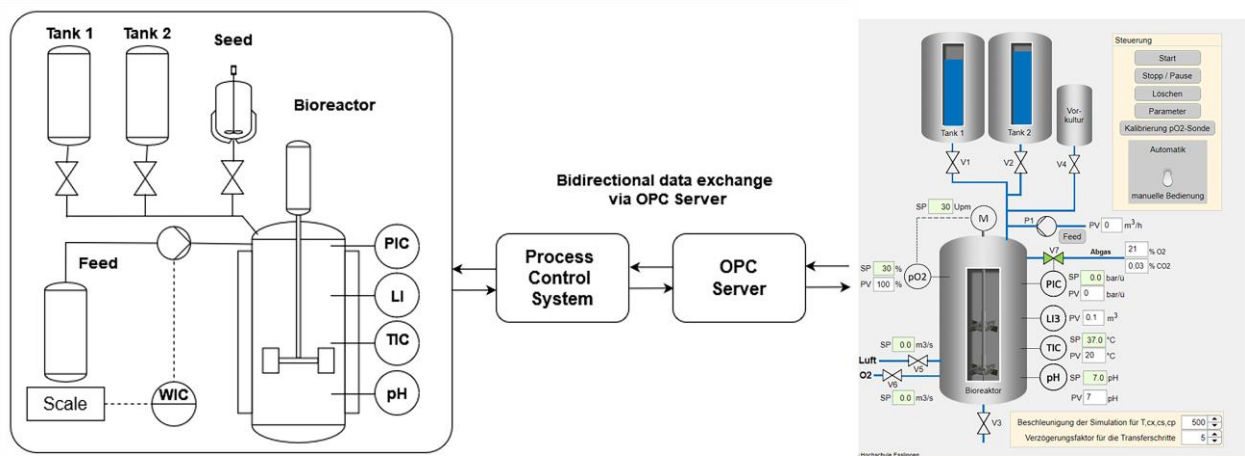 Tank 1
Tank 2
Seed
Bioreactor
Feed
Scale
WIC
PIC
LI
TIC
pH
Bidirectional data exchange
via OPC Server
Process
Control
System
OPC
Server
Tank 1
Tank 2
Vor-
kultur
V1
V2
V4
SP 30 Upm
M
P1
PV 0 m³/h
Feed
V7
Abgas
21 % O2
0.03 % CO2
SP 30 %
PV 100 %
pO2
PIC
SP 0.0 bar/ü
PV 0 bar/ü
LI3
PV 0.1 m³
TIC
SP 37.0 °C
PV 20 °C
pH
SP 7.0 pH
PV 7 pH
SP 0.0 m3/s
Luft
V5
O2
V6
SP 0.0 m3/s
Bioreaktor
V3
Steuerung
Start
Stopp / Pause
Löschen
Parameter
Kalibrierung pO2-Sonde
Automatik
manuelle Bedienung
Beschleunigung der Simulation für T,cx,cs,cp 500
Verzögerungsfaktor für die Transferschritte 5
Hochschule Esslingen